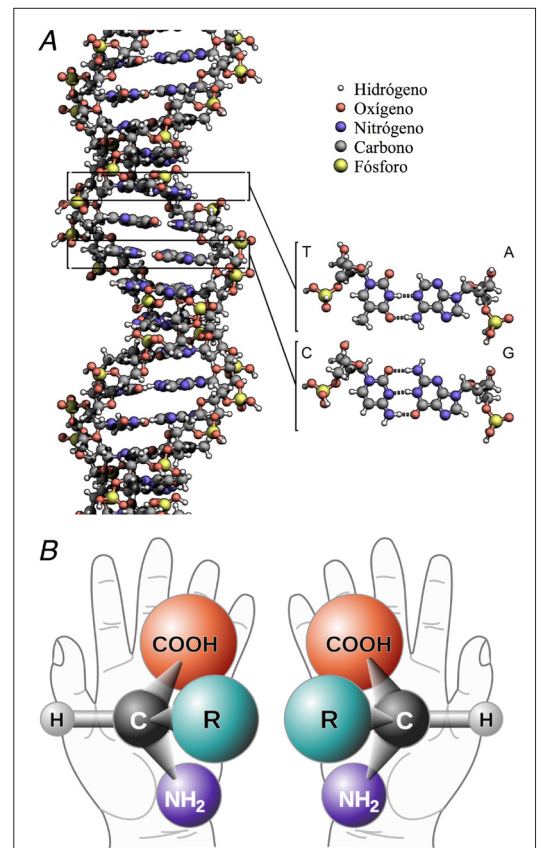 A
Hidrógeno
Oxígeno
Nitrógeno
Carbono
Fósforo
T A
C G
B
COOH COOH
H C R R C H
NH2 NH2